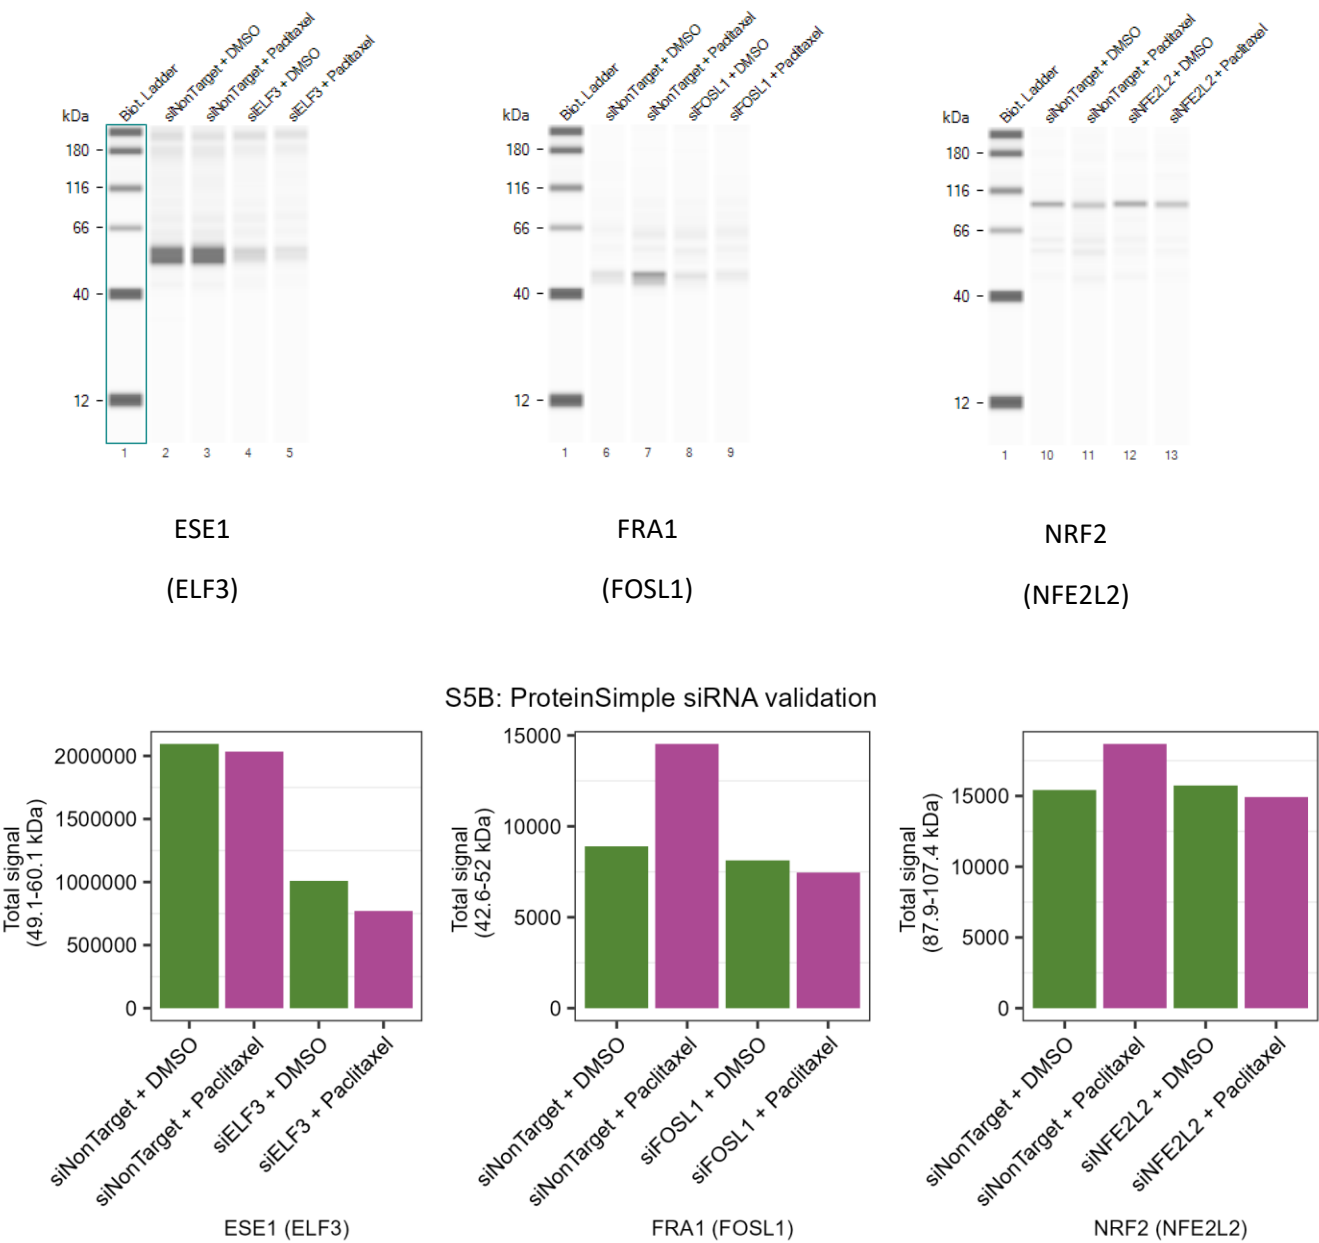 kDa
Biot. Ladder
siNonTarget + DMSO
siNonTarget + Paclitaxel
siELF3 + DMSO
siELF3 + Paclitaxel
180
116
66
40
12
1 2 3 4 5
ESE1
(ELF3)
kDa
Biot. Ladder
siNonTarget + DMSO
siNonTarget + Paclitaxel
siFOSL1 + DMSO
siFOSL1 + Paclitaxel
180
116
66
40
12
1 6 7 8 9
FRA1
(FOSL1)
kDa
Biot. Ladder
siNonTarget + DMSO
siNonTarget + Paclitaxel
siNFE2L2 + DMSO
siNFE2L2 + Paclitaxel
180
116
66
40
12
1 10 11 12 13
NRF2
(NFE2L2)
S5B: ProteinSimple siRNA validation
Total signal
(49.1-60.1 kDa)
2000000
1500000
1000000
500000
0
siNonTarget + DMSO
siNonTarget + Paclitaxel
siELF3 + DMSO
siELF3 + Paclitaxel
ESE1 (ELF3)
Total signal
(42.6-52 kDa)
15000
10000
5000
0
siNonTarget + DMSO
siNonTarget + Paclitaxel
siFOSL1 + DMSO
siFOSL1 + Paclitaxel
FRA1 (FOSL1)
Total signal
(87.9-107.4 kDa)
15000
10000
5000
0
siNonTarget + DMSO
siNonTarget + Paclitaxel
siNFE2L2 + DMSO
siNFE2L2 + Paclitaxel
NRF2 (NFE2L2)